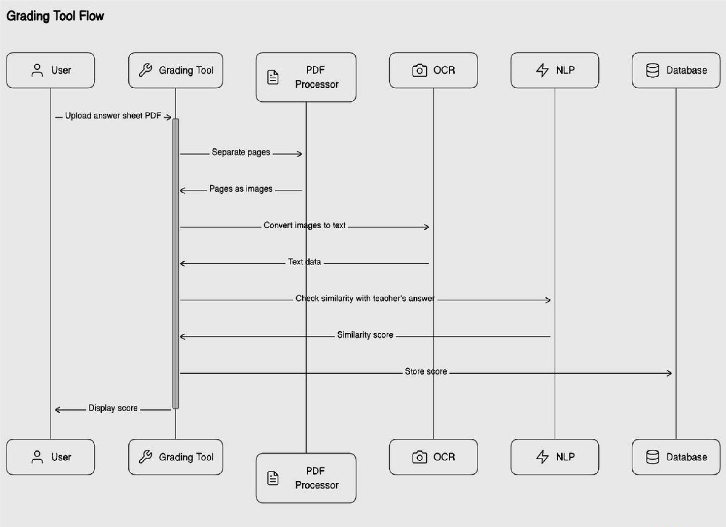 Grading Tool Flow
User
Grading Tool
PDF
Processor
OCR
NLP
Database
Upload answer sheet PDF
Separate pages
Pages as images
Convert images to text
Text data
Check similarity with teacher's answer
Similarity score
Store score
Display score
User
Grading Tool
PDF
Processor
OCR
NLP
Database